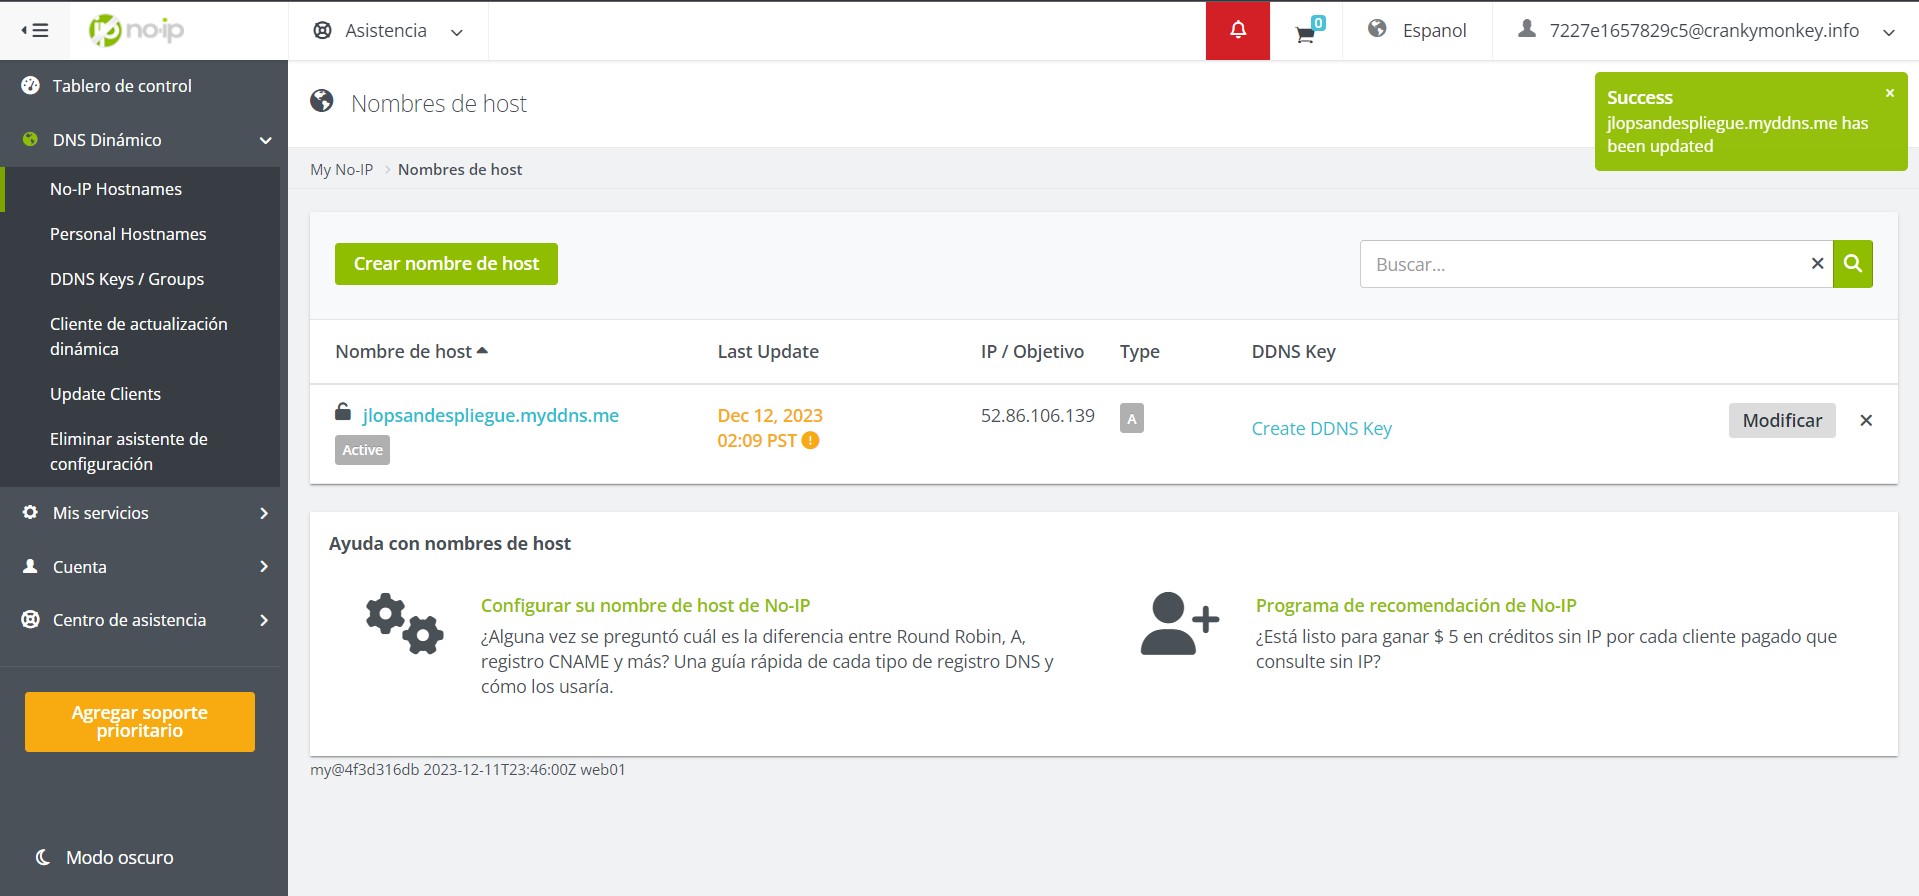 no-ip
Asistencia
0
Espanol
7227e1657829c5@crankymonkey.info
Tablero de control
DNS Dinámico
No-IP Hostnames
Personal Hostnames
DDNS Keys / Groups
Cliente de actualización
dinámica
Update Clients
Eliminar asistente de
configuración
Mis servicios
Cuenta
Centro de asistencia
Agregar soporte
prioritario
Modo oscuro
Nombres de host
Success
×
jlopsandespliegue.myddns.me has
been updated
My No-IP > Nombres de host
Crear nombre de host
Buscar...
Nombre de host
Last Update
IP / Objetivo
Type
DDNS Key
jlopsandespliegue.myddns.me
Active
Dec 12, 2023
02:09 PST
52.86.106.139
A
Create DDNS Key
Modificar
Ayuda con nombres de host
Configurar su nombre de host de No-IP
¿Alguna vez se preguntó cuál es la diferencia entre Round Robin, A,
registro CNAME y más? Una guía rápida de cada tipo de registro DNS y
cómo los usaría.
Programa de recomendación de No-IP
¿Está listo para ganar $ 5 en créditos sin IP por cada cliente pagado que
consulte sin IP?
my@4f3d316db 2023-12-11T23:46:00Z web01